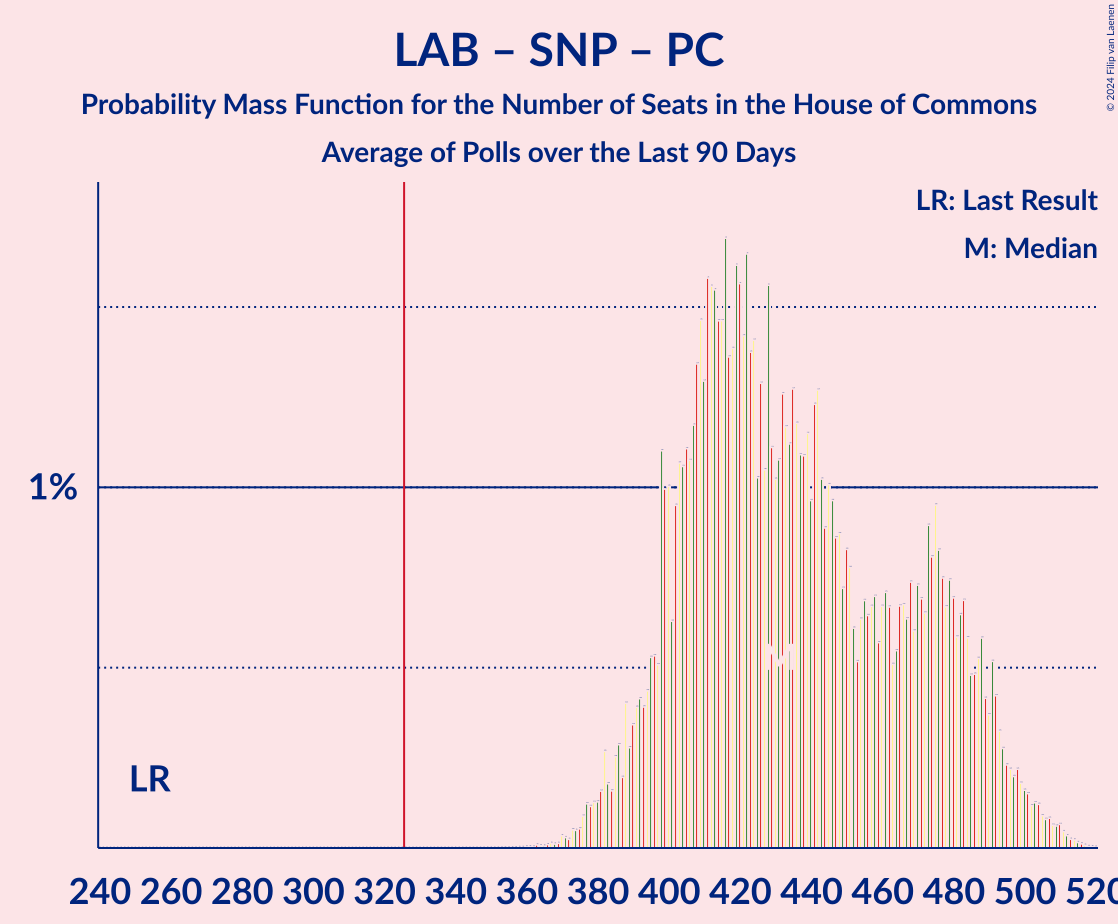 LAB – SNP – PC
Probability Mass Function for the Number of Seats in the House of Commons
Average of Polls over the Last 90 Days
© 2024 Filip van Laenen
LR: Last Result
M: Median
1%
M
LR
240 260 280 300 320 340 360 380 400 420 440 460 480 500 520